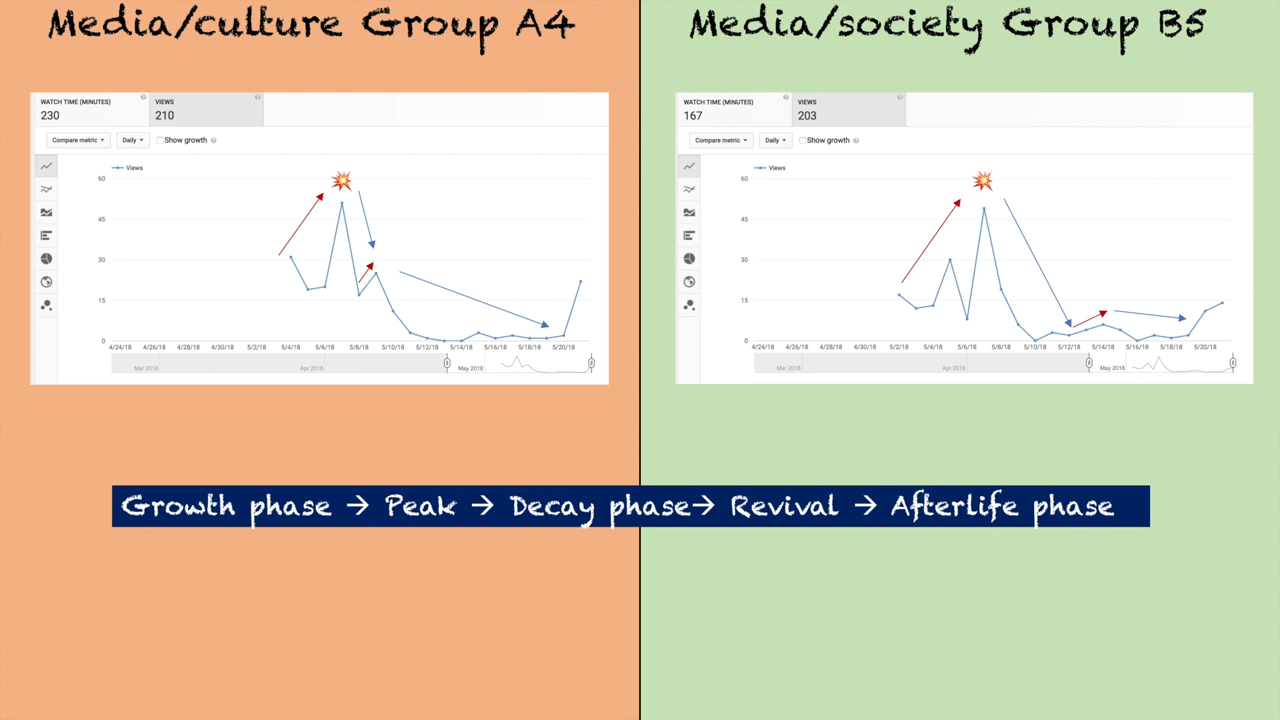 Media/culture Group A4
WATCH TIME (MINUTES)
230
VIEWS
210
Compare metric
Daily
Show growth
Views
60
45
30
15
0
4/24/18 4/26/18 4/28/18 4/30/18 5/2/18 5/4/18 5/6/18 5/8/18 5/10/18 5/12/18 5/14/18 5/16/18 5/18/18 5/20/18
Mar 2018 Apr 2018 May 2018
Media/society Group B5
WATCH TIME (MINUTES)
167
VIEWS
203
Compare metric
Daily
Show growth
Views
60
45
30
15
0
4/24/18 4/26/18 4/28/18 4/30/18 5/2/18 5/4/18 5/6/18 5/8/18 5/10/18 5/12/18 5/14/18 5/16/18 5/18/18 5/20/18
Mar 2018 Apr 2018 May 2018
Growth phase → Peak → Decay phase→ Revival → Afterlife phase